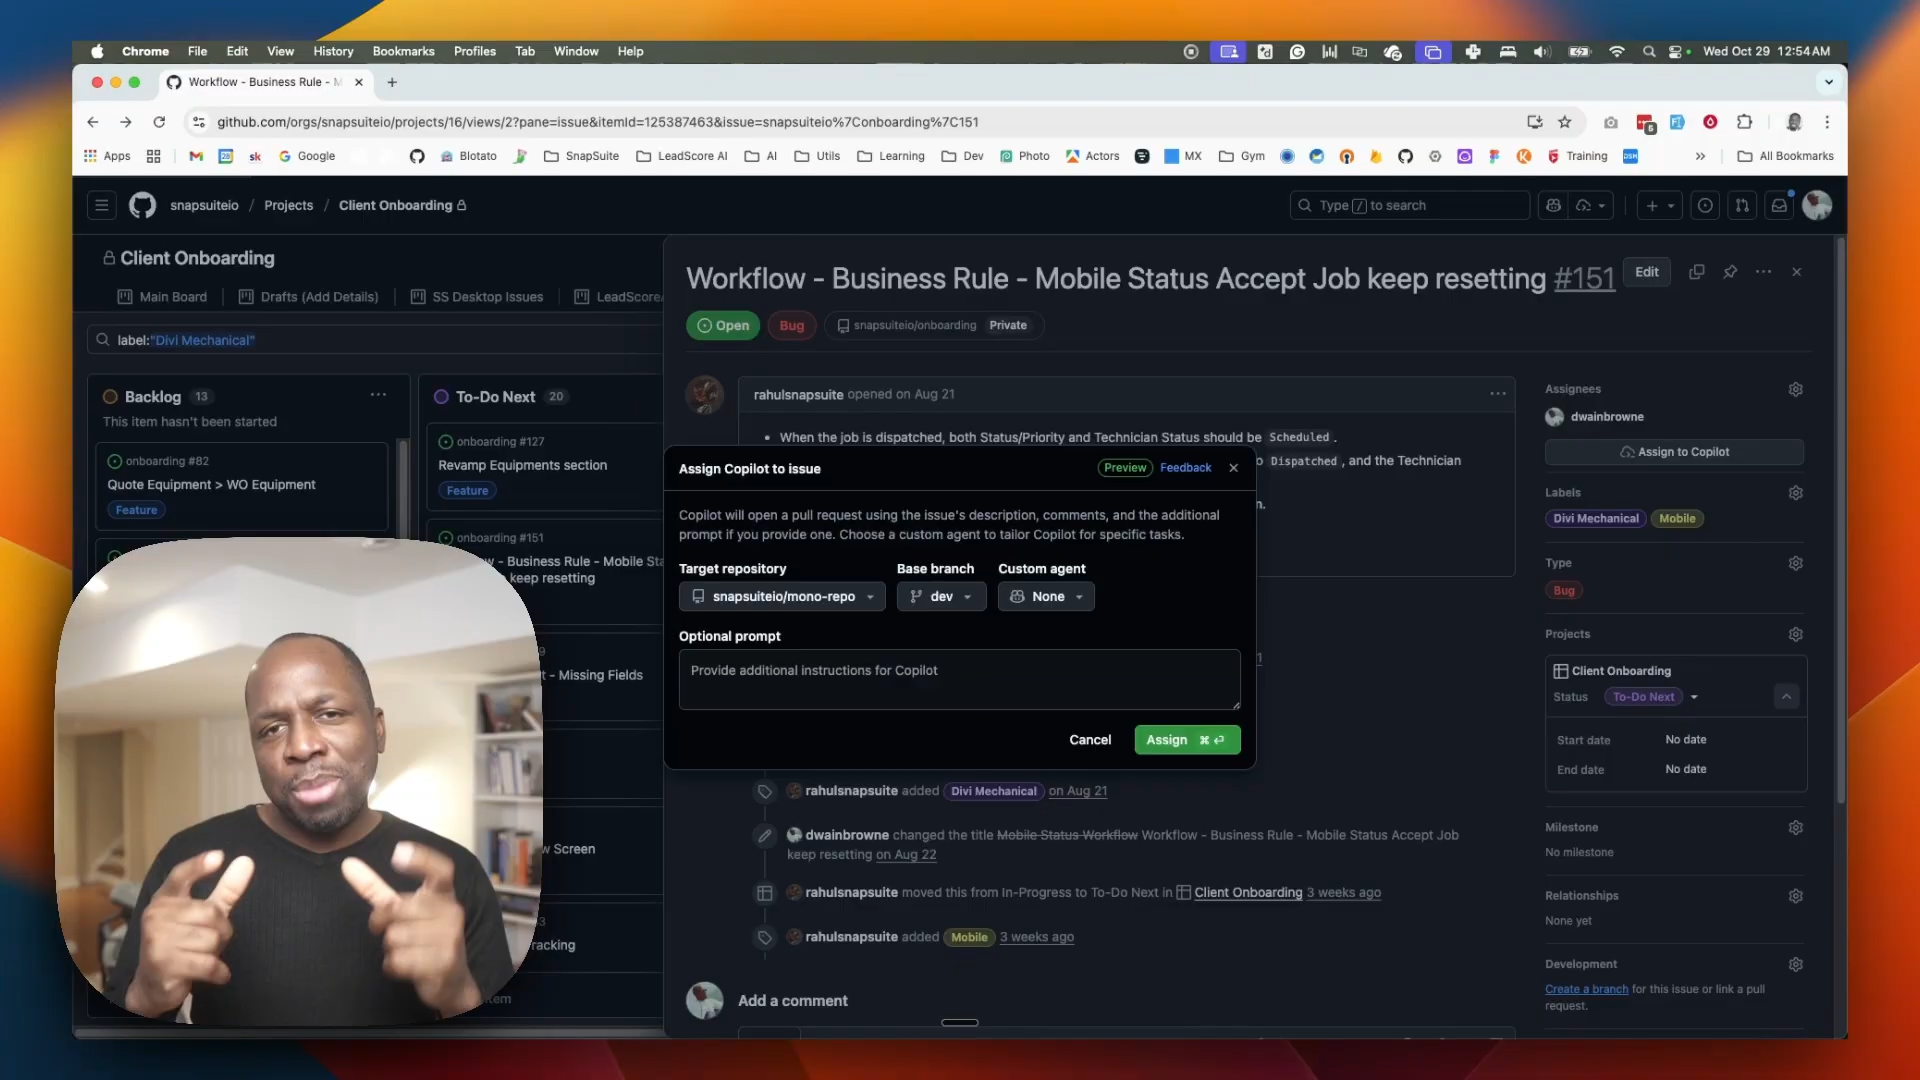 Chrome File Edit View History Bookmarks Profiles Tab Window Help
Wed Oct 29 12:54 AM
Workflow - Business Rule - M
github.com/orgs/snapsuiteio/projects/16/views/2?pane=issue&itemId=125387463&issue=snapsuiteio%7Conboarding%7C151
Apps sk Google Blotato SnapSuite LeadScore AI AI Utils Learning Dev Photo Actors MX Gym Training All Bookmarks
snapsuiteio / Projects / Client Onboarding
Type / to search
Client Onboarding
Main Board Drafts (Add Details) SS Desktop Issues LeadScore
label:"Divi Mechanical"
Backlog 13
This item hasn't been started
onboarding #82
Quote Equipment > WO Equipment
Feature
To-Do Next 20
onboarding #127
Revamp Equipments section
Feature
onboarding #151
- Business Rule - Mobile Sta
keep resetting
- Missing Fields
Screen
Workflow - Business Rule - Mobile Status Accept Job keep resetting #151
Edit
Open Bug snapsuiteio/onboarding Private
rahulsnapsuite opened on Aug 21
• When the job is dispatched, both Status/Priority and Technician Status should be Scheduled.
Dispatched, and the Technician
Assign Copilot to issue
Preview Feedback
Copilot will open a pull request using the issue's description, comments, and the additional
prompt if you provide one. Choose a custom agent to tailor Copilot for specific tasks.
Target repository Base branch Custom agent
snapsuiteio/mono-repo dev None
Optional prompt
Provide additional instructions for Copilot
Cancel Assign ⌘ ⏎
rahulsnapsuite added Divi Mechanical on Aug 21
dwainbrowne changed the title Mobile Status Workflow Workflow - Business Rule - Mobile Status Accept Job
keep resetting on Aug 22
rahulsnapsuite moved this from In-Progress to To-Do Next in Client Onboarding 3 weeks ago
rahulsnapsuite added Mobile 3 weeks ago
Add a comment
Assignees
dwainbrowne
Assign to Copilot
Labels
Divi Mechanical Mobile
Type
Bug
Projects
Client Onboarding
Status To-Do Next
Start date No date
End date No date
Milestone
No milestone
Relationships
None yet
Development
Create a branch for this issue or link a pull
request.